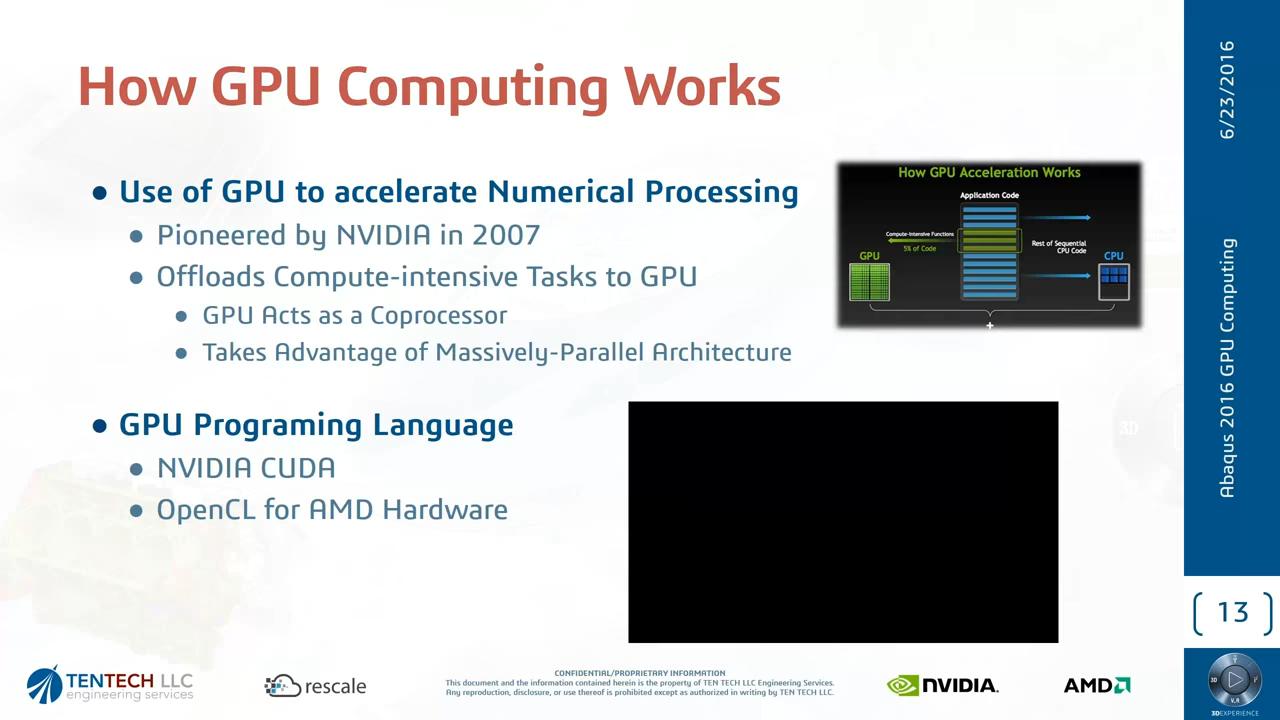 How GPU Computing Works
● Use of GPU to accelerate Numerical Processing
● Pioneered by NVIDIA in 2007
● Offloads Compute-intensive Tasks to GPU
● GPU Acts as a Coprocessor
● Takes Advantage of Massively-Parallel Architecture
● GPU Programing Language
● NVIDIA CUDA
● OpenCL for AMD Hardware
How GPU Acceleration Works
Application Code
Compute-Intensive Functions
5% of Code
Rest of Sequential
CPU Code
GPU
CPU
+
6/23/2016
Abaqus 2016 GPU Computing
13
3D
TENTECH LLC
engineering services
rescale
CONFIDENTIAL/PROPRIETARY INFORMATION
This document and the information contained herein is the property of TEN TECH LLC Engineering Services.
Any reproduction, disclosure, or use thereof is prohibited except as authorized in writing by TEN TECH LLC.
NVIDIA.
AMD
3D
V,R
3DEXPERIENCE